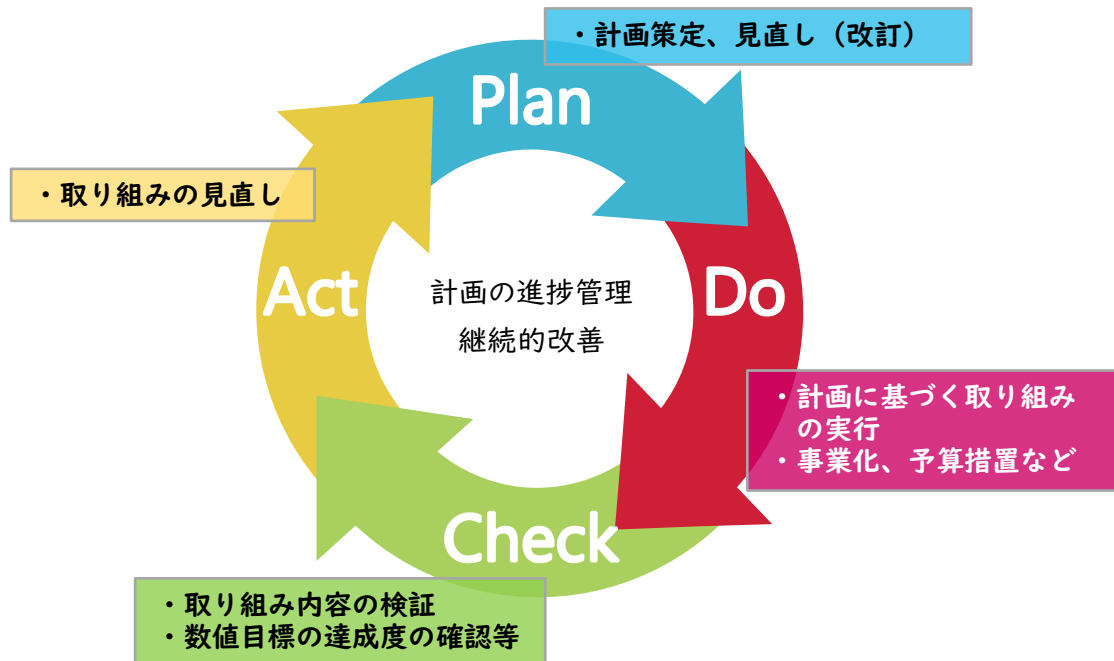 ・計画策定、見直し（改訂）
Plan
・取り組みの見直し
Act
計画の進捗管理
継続的改善
Do
・計画に基づく取り組み
の実行
・事業化、予算措置など
Check
・取り組み内容の検証
・数値目標の達成度の確認等